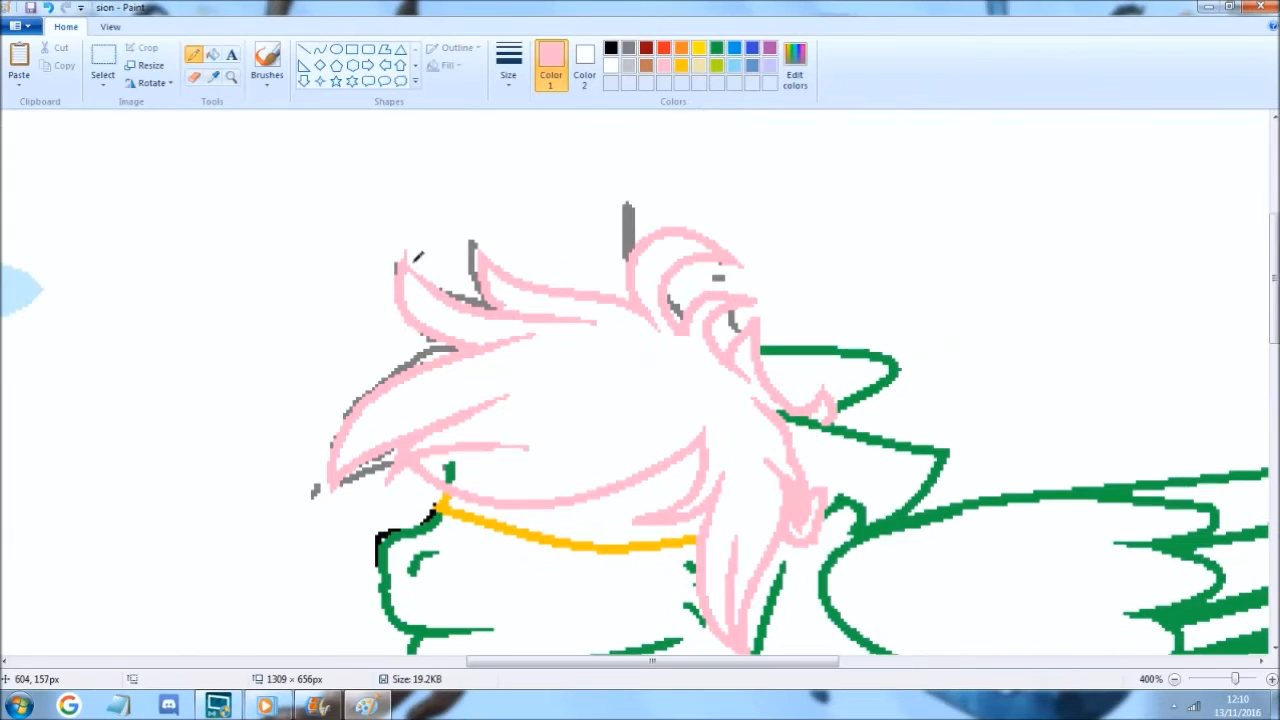 sion - Paint
Home View
Paste
Cut
Copy
Clipboard
Select
Crop
Resize
Rotate
Image
A
Tools
Brushes
Outline
Fill
Shapes
Size
Color 1
Color 2
Edit colors
Colors
604, 157px
1309 × 656px
Size: 19.2KB
400%
12:10
13/11/2016